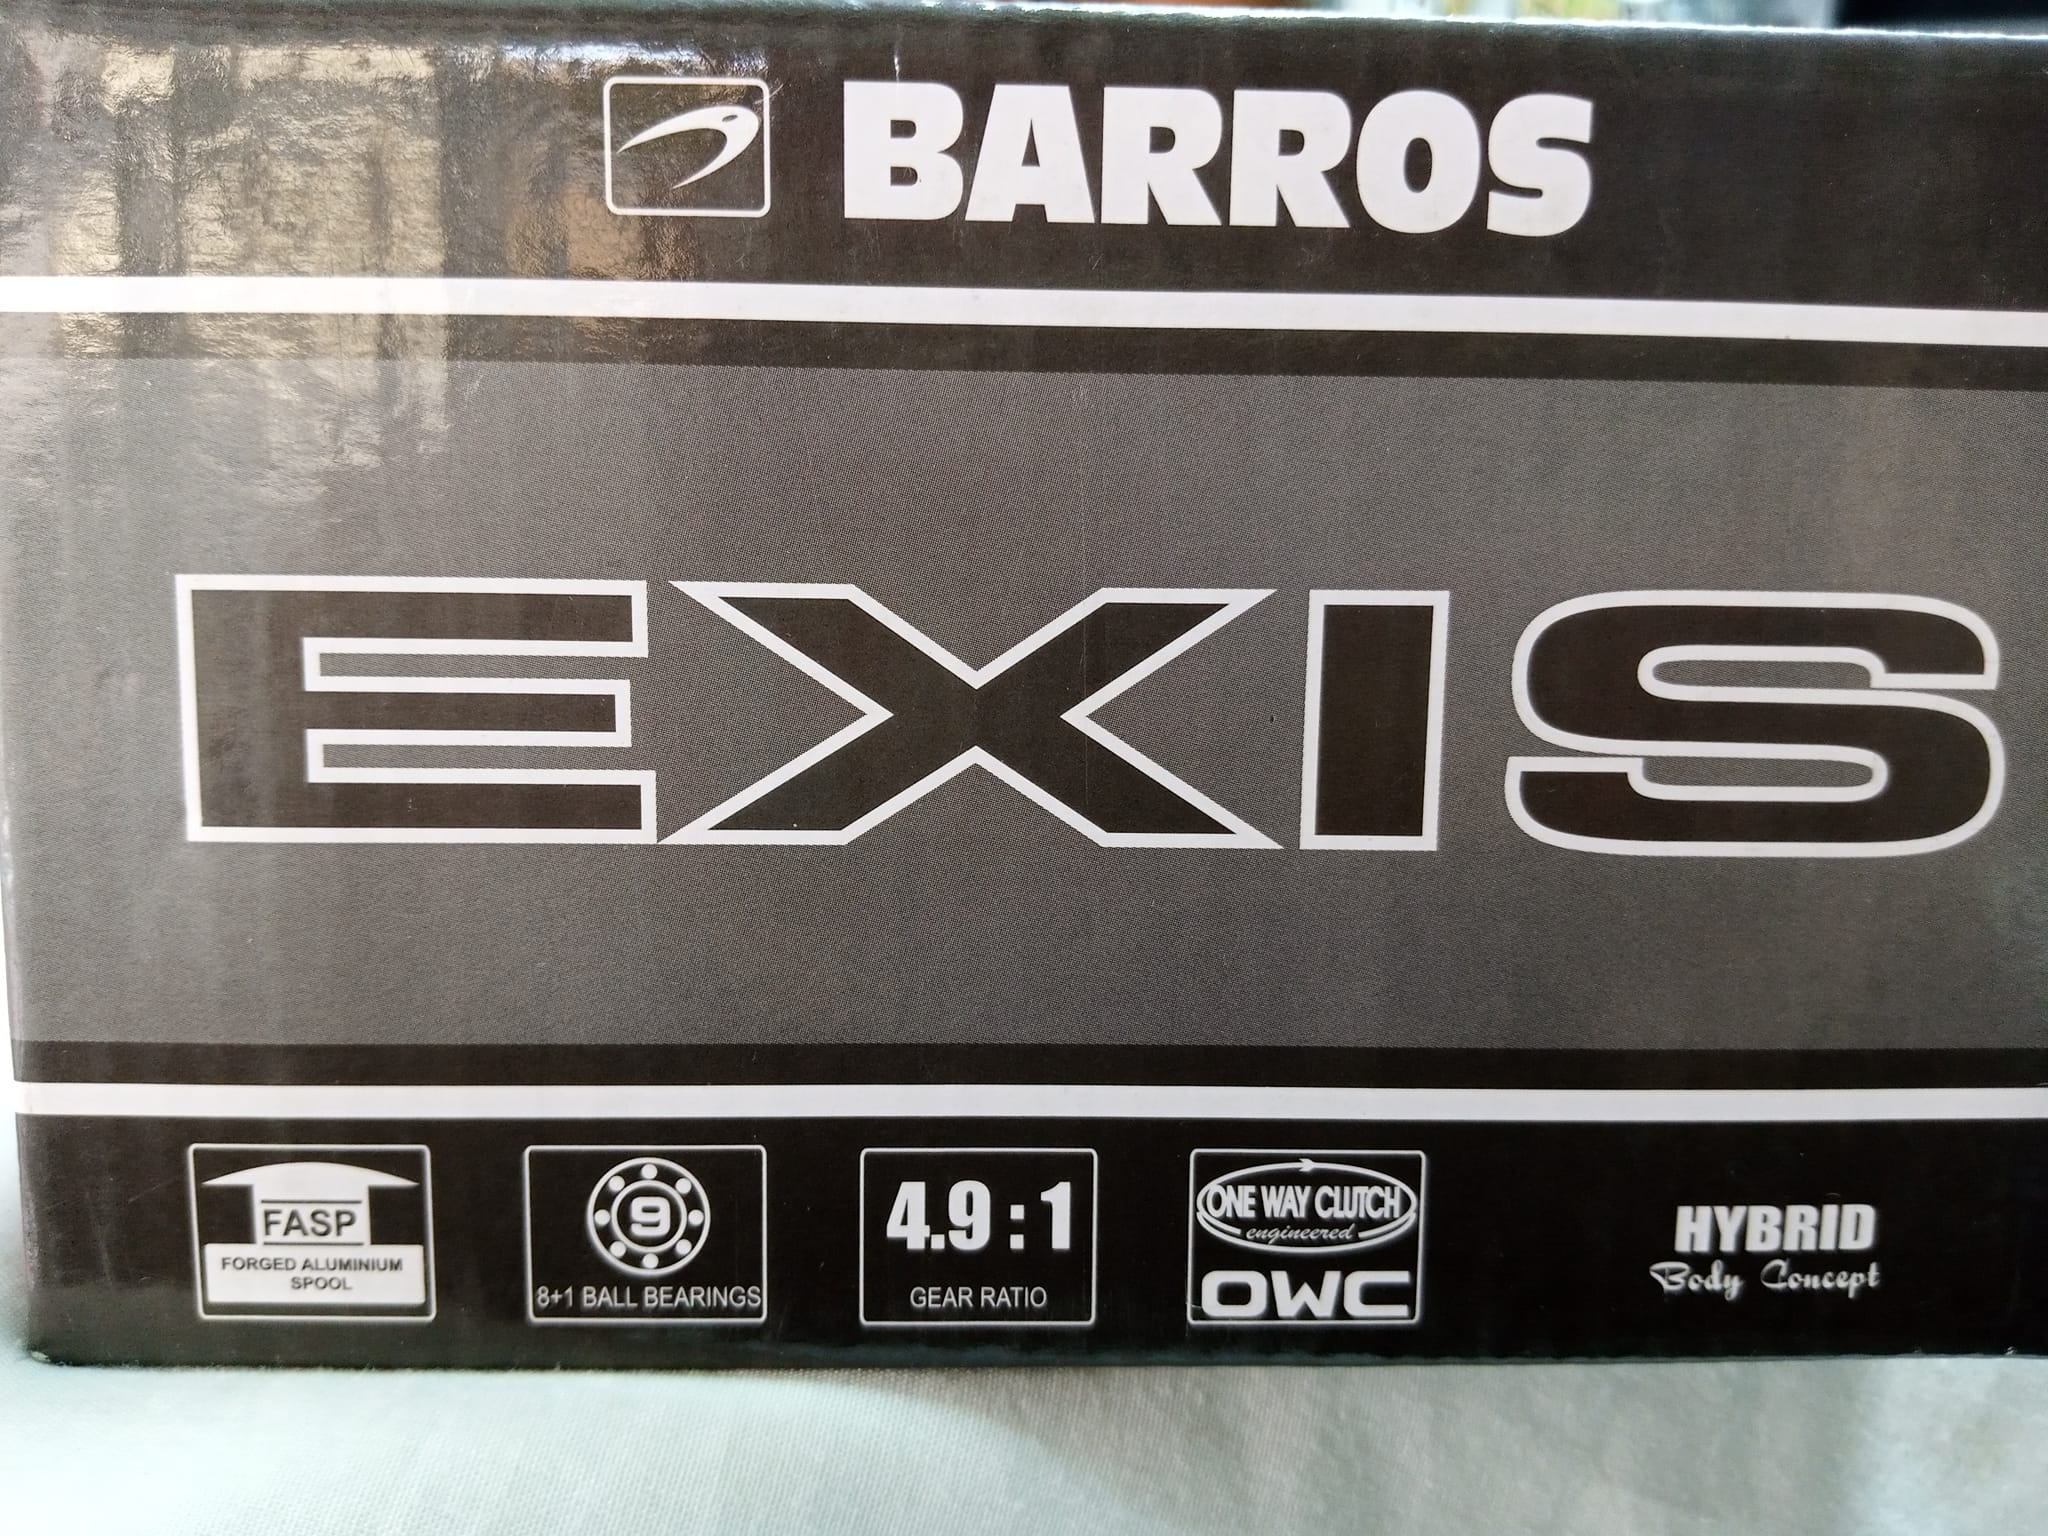 BARROS
EXIS
FASP
FORGED ALUMINIUM
SPOOL
9
8+1 BALL BEARINGS
4.9 : 1
GEAR RATIO
ONE WAY CLUTCH
engineered
OWC
HYBRID
Body Concept